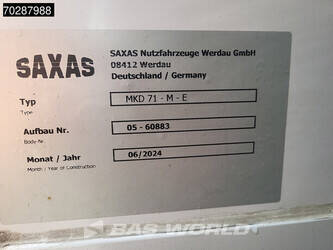 70287988
SAXAS
SAXAS Nutzfahrzeuge Werdau GmbH
08412 Werdau
Deutschland / Germany
Typ
Type
MKD 71 - M - E
Aufbau Nr.
Body-Nr.
05 - 60883
Monat / Jahr
Month / Year of Construction
06/2024
BAS WORLD